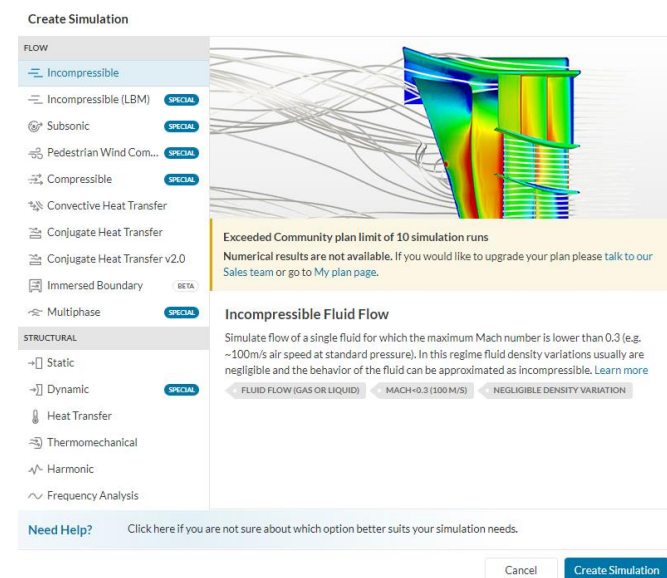 Create Simulation
FLOW
Incompressible
Incompressible (LBM) SPECIAL
Subsonic SPECIAL
Pedestrian Wind Com... SPECIAL
Compressible SPECIAL
Convective Heat Transfer
Conjugate Heat Transfer
Conjugate Heat Transfer v2.0
Immersed Boundary BETA
Multiphase SPECIAL
STRUCTURAL
Static
Dynamic SPECIAL
Heat Transfer
Thermomechanical
Harmonic
Frequency Analysis
Exceeded Community plan limit of 10 simulation runs
Numerical results are not available. If you would like to upgrade your plan please talk to our
Sales team or go to My plan page.
Incompressible Fluid Flow
Simulate flow of a single fluid for which the maximum Mach number is lower than 0.3 (e.g.
~100m/s air speed at standard pressure). In this regime fluid density variations usually are
negligible and the behavior of the fluid can be approximated as incompressible. Learn more
FLUID FLOW (GAS OR LIQUID) MACH<0.3 (100 M/S) NEGLIGIBLE DENSITY VARIATION
Need Help? Click here if you are not sure about which option better suits your simulation needs.
Cancel Create Simulation